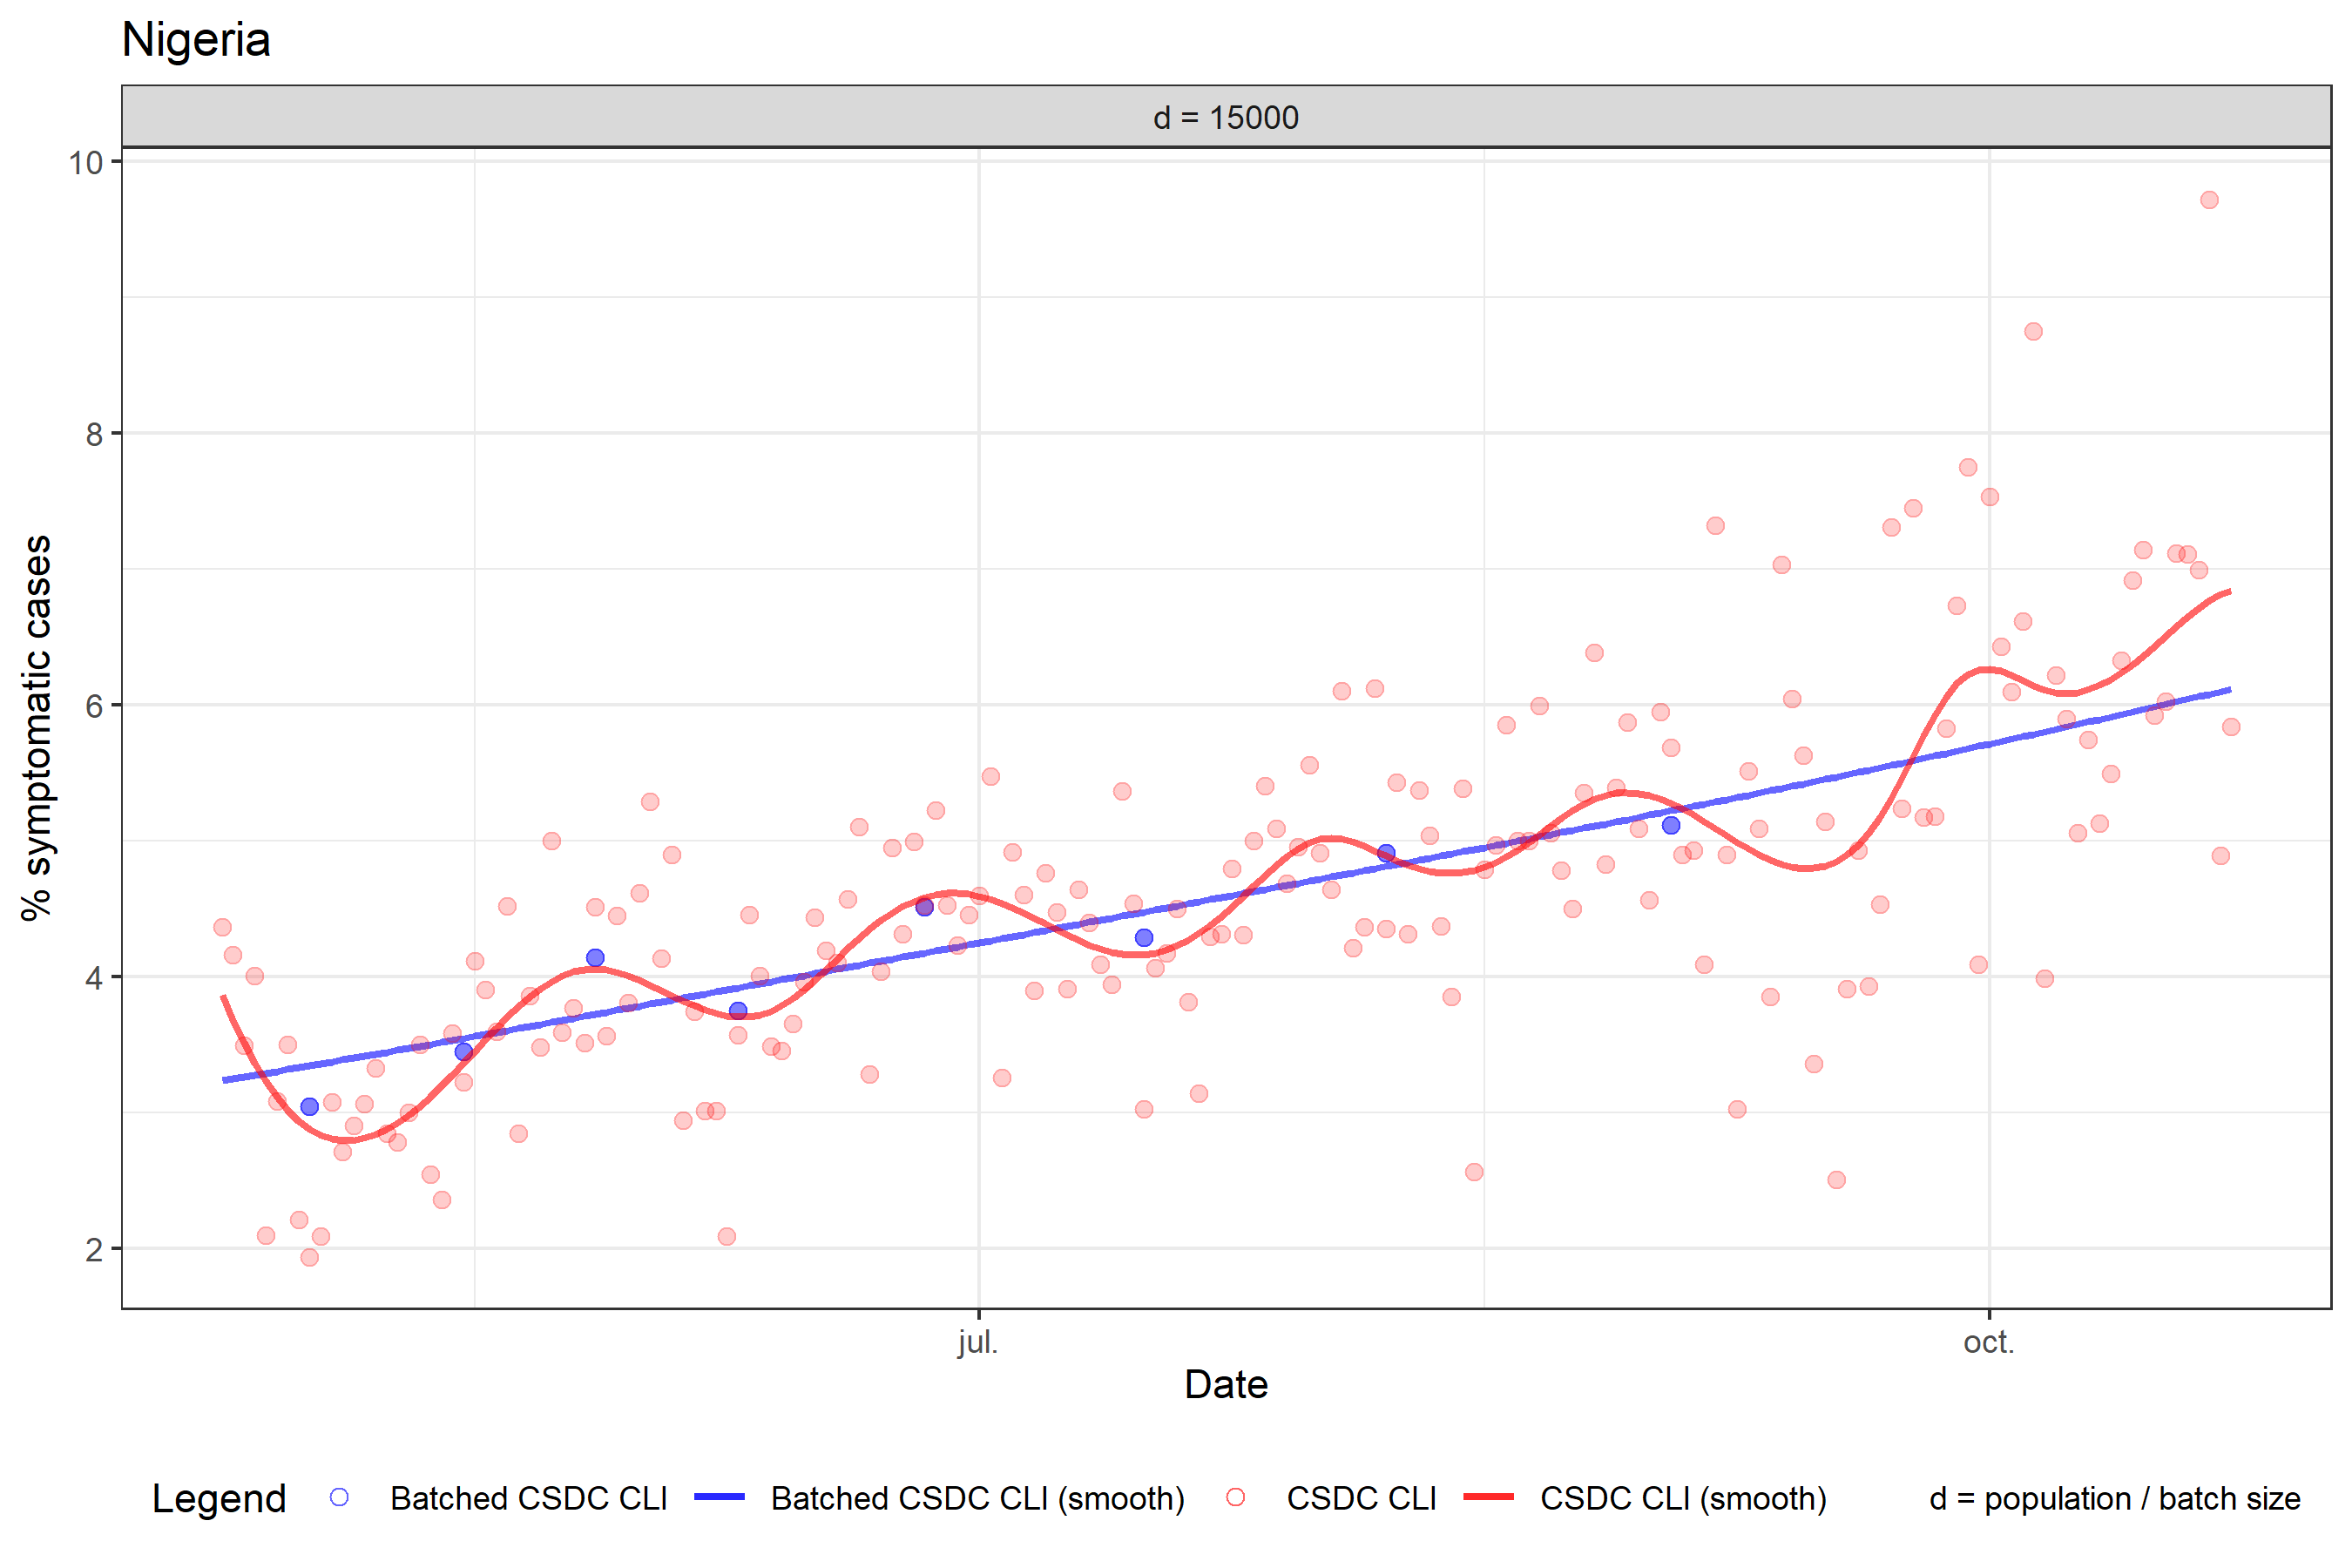 Nigeria
d = 15000
10
8
6
4
2
% symptomatic cases
jul.
oct.
Date
Legend
Batched CSDC CLI
Batched CSDC CLI (smooth)
CSDC CLI
CSDC CLI (smooth)
d = population / batch size